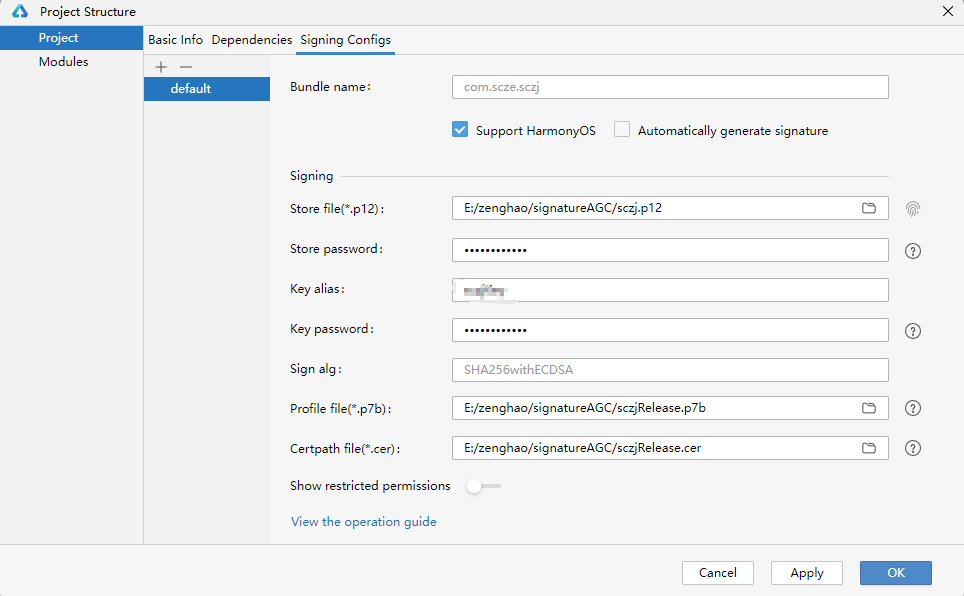 Project Structure
Project
Modules
Basic Info Dependencies Signing Configs
default
Bundle name: com.scze.sczj
Support HarmonyOS Automatically generate signature
Signing
Store file(*.p12): E:/zenghao/signatureAGC/sczj.p12
Store password: ••••••••••••
Key alias:
Key password: ••••••••••••
Sign alg: SHA256withECDSA
Profile file(*.p7b): E:/zenghao/signatureAGC/sczjRelease.p7b
Certpath file(*.cer): E:/zenghao/signatureAGC/sczjRelease.cer
Show restricted permissions
View the operation guide
Cancel Apply OK